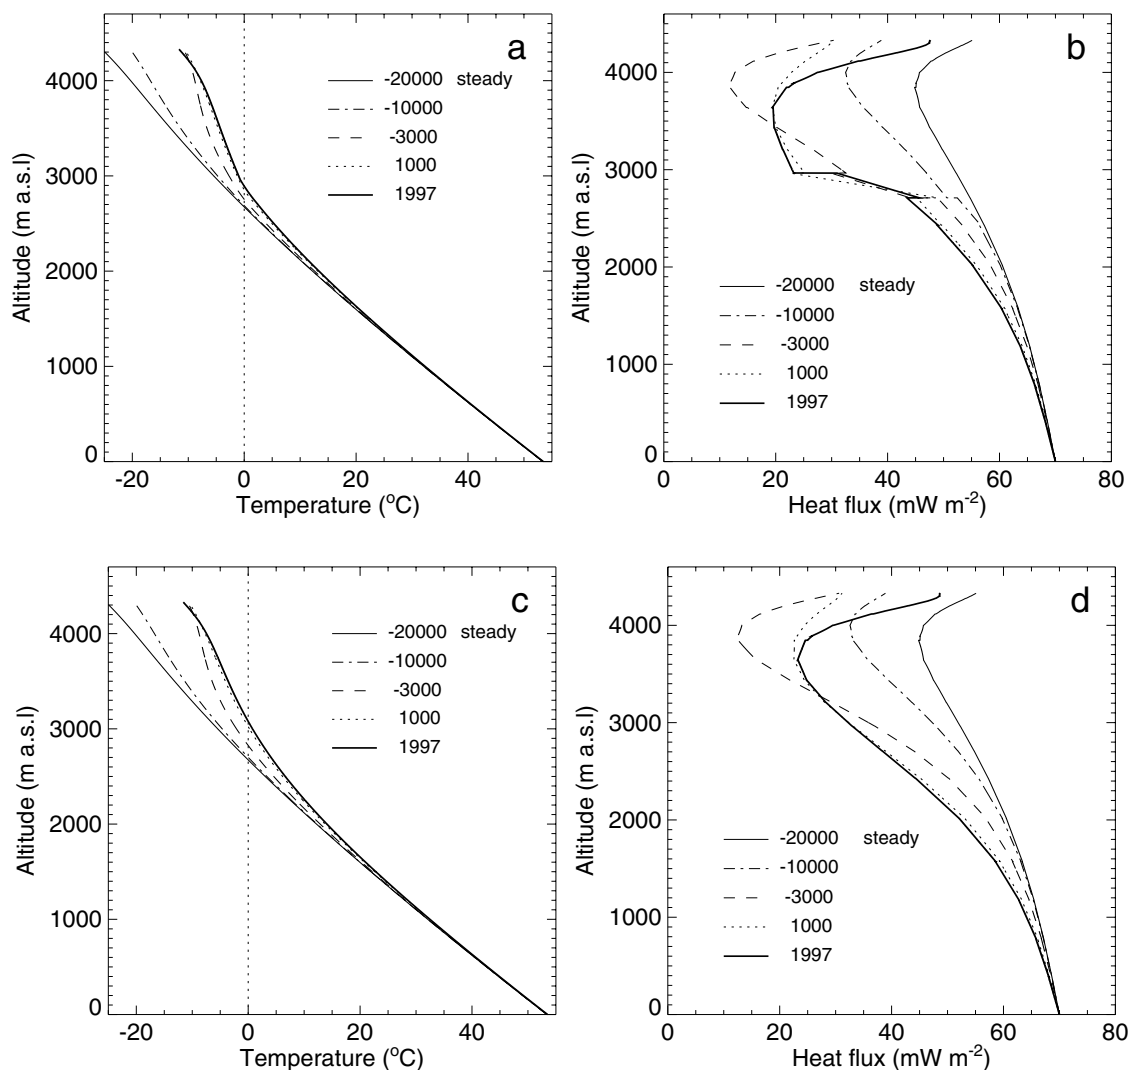 a
4000
3000
2000
1000
0
Altitude (m a.s.l)
-20000 steady
-10000
-3000
1000
1997
-20 0 20 40
Temperature (°C)
b
4000
3000
2000
1000
0
Altitude (m a.s.l)
-20000 steady
-10000
-3000
1000
1997
0 20 40 60 80
Heat flux (mW m⁻²)
c
4000
3000
2000
1000
0
Altitude (m a.s.l)
-20000 steady
-10000
-3000
1000
1997
-20 0 20 40
Temperature (°C)
d
4000
3000
2000
1000
0
Altitude (m a.s.l)
-20000 steady
-10000
-3000
1000
1997
0 20 40 60 80
Heat flux (mW m⁻²)